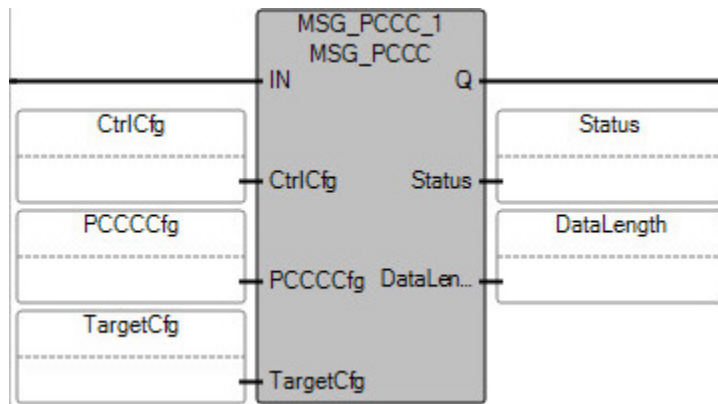 MSG_PCCC_1
MSG_PCCC
IN Q
CtrlCfg
Status
CtrlCfg Status
PCCCCfg
DataLength
PCCCCfg DataLen...
TargetCfg
TargetCfg